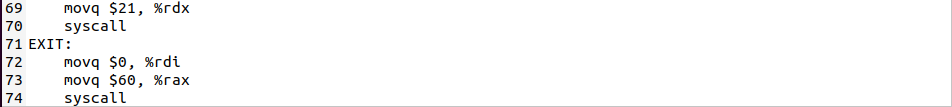 69    movq $21, %rdx
70    syscall
71 EXIT:
72    movq $0, %rdi
73    movq $60, %rax
74    syscall